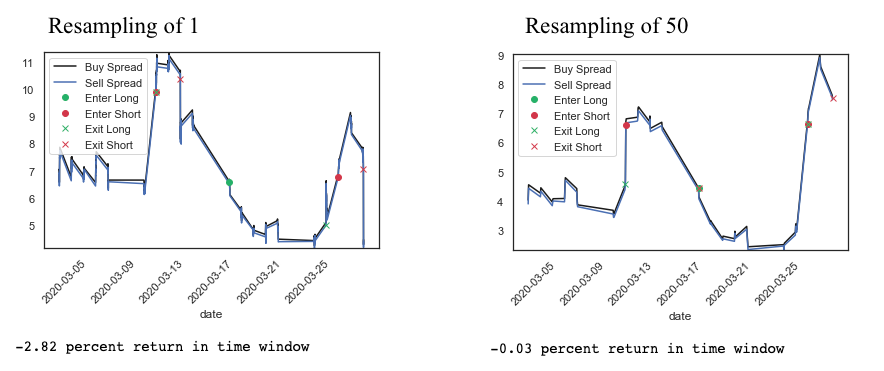 Resampling of 1
11
10
9
8
7
6
5
Buy Spread
Sell Spread
Enter Long
Enter Short
Exit Long
Exit Short
2020-03-05
2020-03-09
2020-03-13
2020-03-17
2020-03-21
2020-03-25
date
-2.82 percent return in time window
Resampling of 50
9
8
7
6
5
4
3
Buy Spread
Sell Spread
Enter Long
Enter Short
Exit Long
Exit Short
2020-03-05
2020-03-09
2020-03-13
2020-03-17
2020-03-21
2020-03-25
date
-0.03 percent return in time window